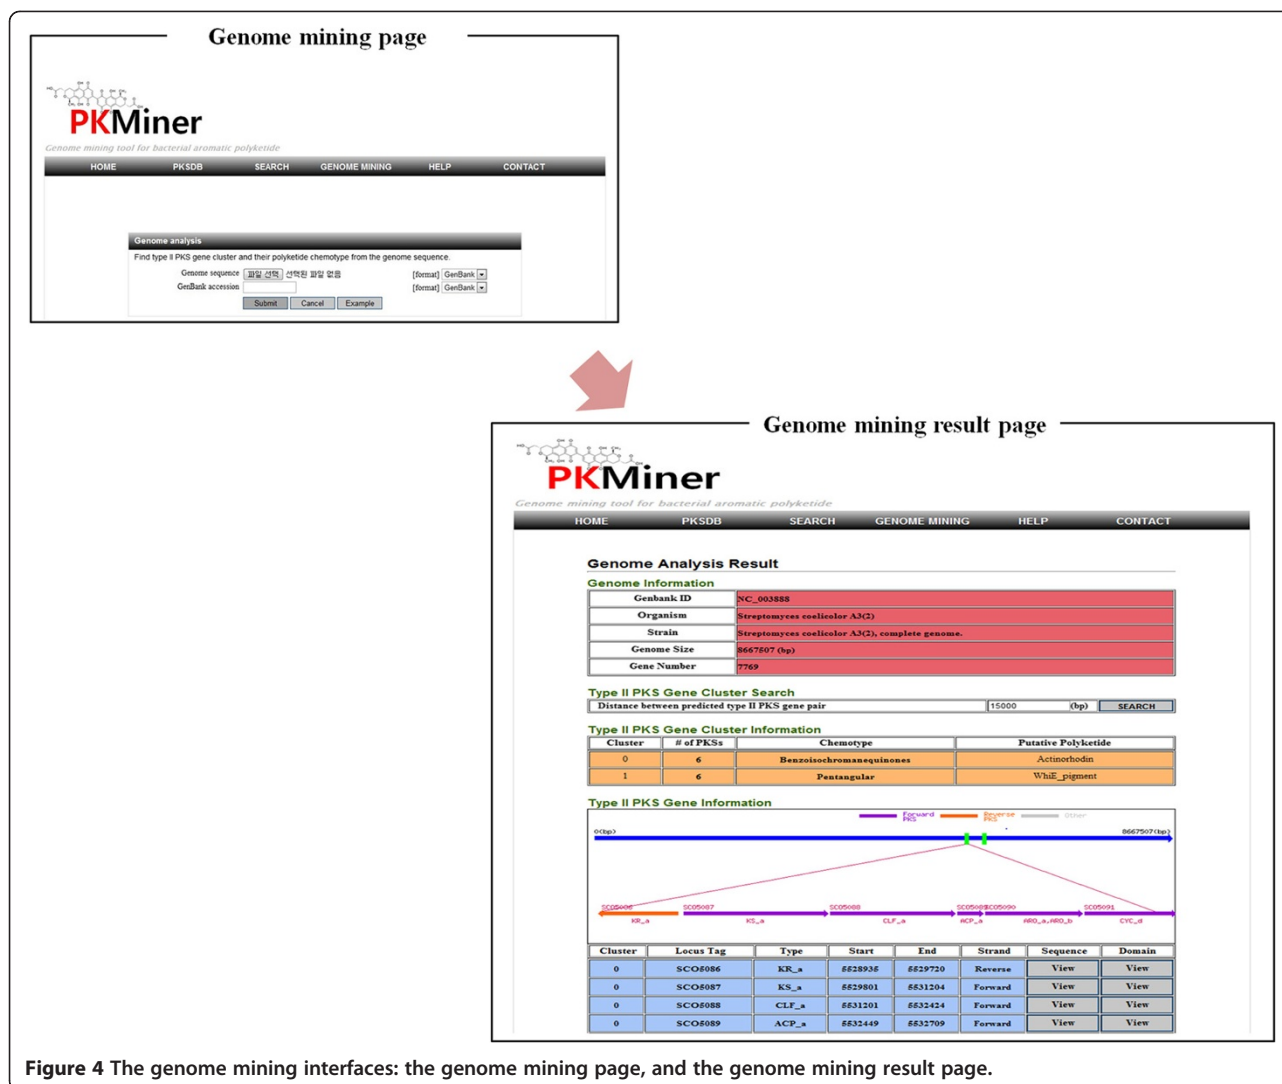 Genome mining page
PKMiner
Genome mining tool for bacterial aromatic polyketide
HOME PKSDB SEARCH GENOME MINING HELP CONTACT
Genome analysis
Find type II PKS gene cluster and their polyketide chemotype from the genome sequence.
Genome sequence 파일 선택 선택된 파일 없음 [format] GenBank
GenBank accession [format] GenBank
Submit Cancel Example
Genome mining result page
PKMiner
Genome mining tool for bacterial aromatic polyketide
HOME PKSDB SEARCH GENOME MINING HELP CONTACT
Genome Analysis Result
Genome Information
Genbank ID NC_003888
Organism Streptomyces coelicolor A3(2)
Strain Streptomyces coelicolor A3(2), complete genome.
Genome Size 8667507 (bp)
Gene Number 7769
Type II PKS Gene Cluster Search
Distance between predicted type II PKS gene pair 15000 (bp) SEARCH
Type II PKS Gene Cluster Information
Cluster # of PKSs Chemotype Putative Polyketide
0 6 Benzoisochromanequinones Actinorhodin
1 6 Pentangular WhiE_pigment
Type II PKS Gene Information
Forward PKS Reverse PKS Other
0(bp) 8667507(bp)
SCO5086 SCO5087 SCO5088 SCO5089 SCO5090 SCO5091
KR_a KS_a CLF_a ACP_a ARO_a,ARO_b CYC_d
Cluster Locus Tag Type Start End Strand Sequence Domain
0 SCO5086 KR_a 5528935 5529720 Reverse View View
0 SCO5087 KS_a 5529801 5531204 Forward View View
0 SCO5088 CLF_a 5531201 5532424 Forward View View
0 SCO5089 ACP_a 5532449 5532709 Forward View View
Figure 4 The genome mining interfaces: the genome mining page, and the genome mining result page.